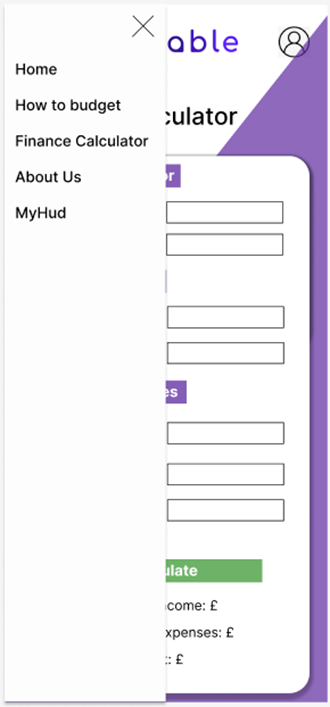 able
Home
culator
How to budget
Finance Calculator
About Us
or
MyHud
es
ulate
come: £
xpenses: £
: £